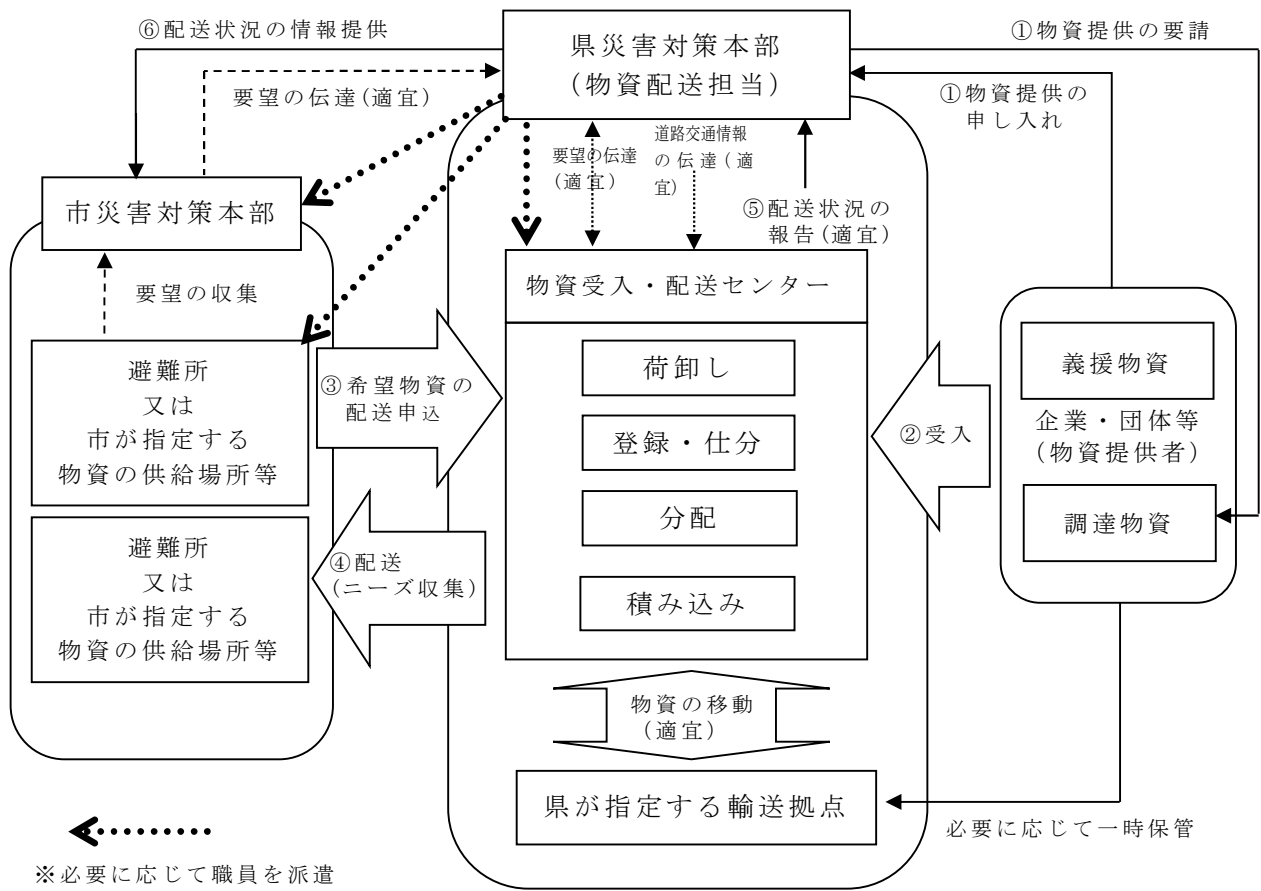 ⑥配送状況の情報提供
県災害対策本部
(物資配送担当)
①物資提供の要請
要望の伝達(適宜)
①物資提供の
申し入れ
要望の伝達
(適宜)
道路交通情報
の伝達(適
宜)
市災害対策本部
⑤配送状況の
報告(適宜)
要望の収集
物資受入・配送センター
避難所
又は
市が指定する
物資の供給場所等
③希望物資の
配送申込
荷卸し
登録・仕分
分配
積み込み
②受入
義援物資
企業・団体等
(物資提供者)
調達物資
避難所
又は
市が指定する
物資の供給場所等
④配送
(ニーズ収集)
物資の移動
(適宜)
県が指定する輸送拠点
必要に応じて一時保管
※必要に応じて職員を派遣